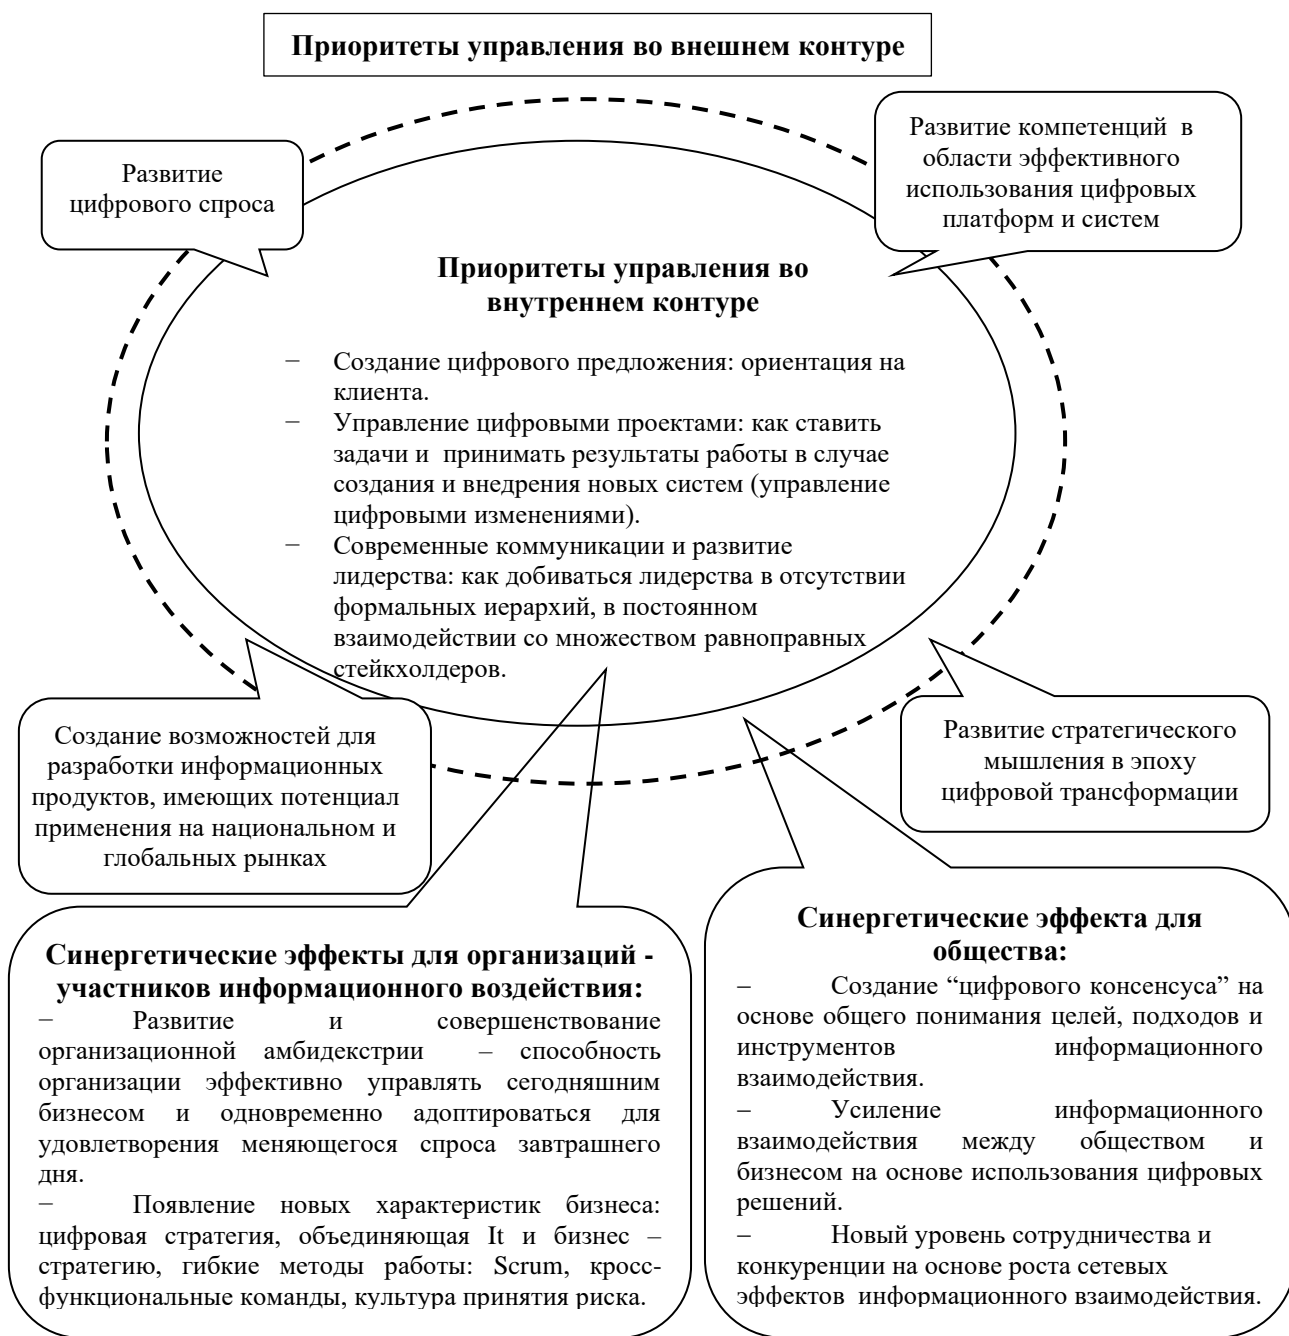 Приоритеты управления во внешнем контуре
Развитие
цифрового спроса
Развитие компетенций в
области эффективного
использования цифровых
платформ и систем
Приоритеты управления во
внутреннем контуре
– Создание цифрового предложения: ориентация на
клиента.
– Управление цифровыми проектами: как ставить
задачи и принимать результаты работы в случае
создания и внедрения новых систем (управление
цифровыми изменениями).
– Современные коммуникации и развитие
лидерства: как добиваться лидерства в отсутствии
формальных иерархий, в постоянном
взаимодействии со множеством равноправных
стейкхолдеров.
Создание возможностей для
разработки информационных
продуктов, имеющих потенциал
применения на национальном и
глобальных рынках
Развитие стратегического
мышления в эпоху
цифровой трансформации
Синергетические эффекты для организаций -
участников информационного воздействия:
– Развитие и совершенствование
организационной амбидекстрии – способность
организации эффективно управлять сегодняшним
бизнесом и одновременно адоптироваться для
удовлетворения меняющегося спроса завтрашнего
дня.
– Появление новых характеристик бизнеса:
цифровая стратегия, объединяющая It и бизнес –
стратегию, гибкие методы работы: Scrum, кросс-
функциональные команды, культура принятия риска.
Синергетические эффекта для
общества:
– Создание “цифрового консенсуса” на
основе общего понимания целей, подходов и
инструментов информационного
взаимодействия.
– Усиление информационного
взаимодействия между обществом и
бизнесом на основе использования цифровых
решений.
– Новый уровень сотрудничества и
конкуренции на основе роста сетевых
эффектов информационного взаимодействия.